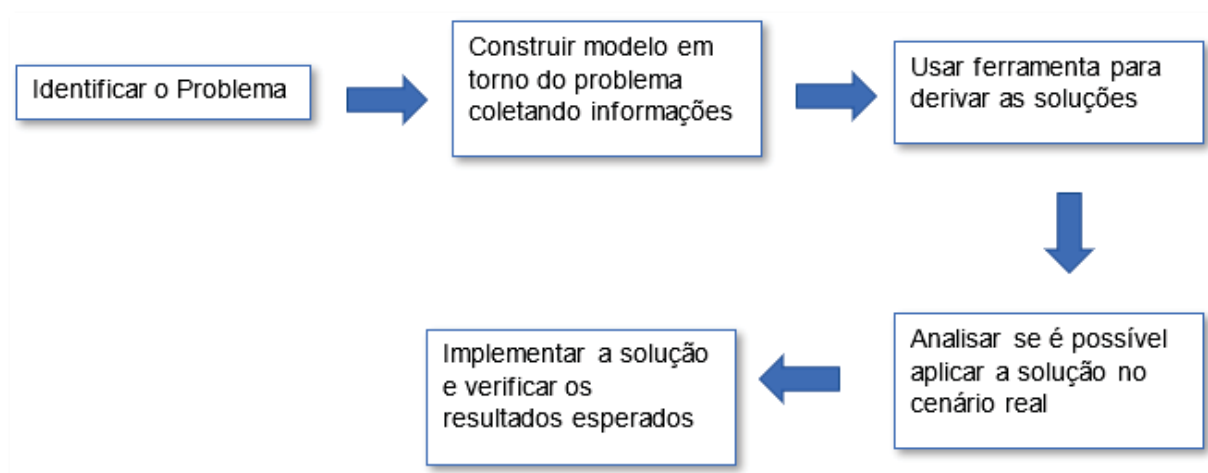 Identificar o Problema
Construir modelo em
torno do problema
coletando informações
Usar ferramenta para
derivar as soluções
Analisar se é possível
aplicar a solução no
cenário real
Implementar a solução
e verificar os
resultados esperados